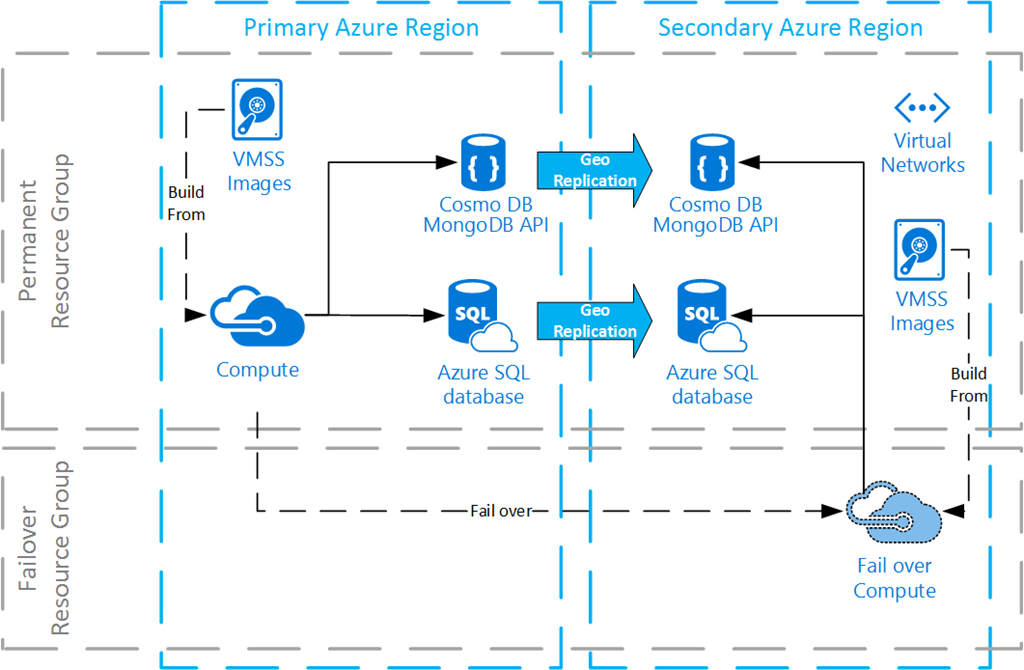 Primary Azure Region
Secondary Azure Region
Permanent
Resource Group
VMSS
Images
Build
From
Compute
Cosmo DB
MongoDB API
SQL
Azure SQL
database
Geo
Replication
Geo
Replication
Cosmo DB
MongoDB API
SQL
Azure SQL
database
Virtual
Networks
VMSS
Images
Build
From
Failover
Resource Group
Fail over
Fail over
Compute